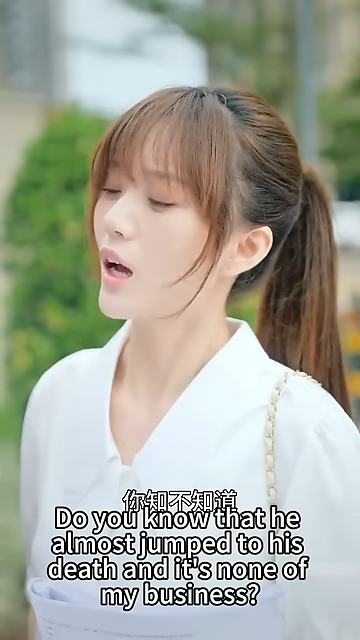 你知不知道
Do you know that he
almost jumped to his
death and it's none of
my business?